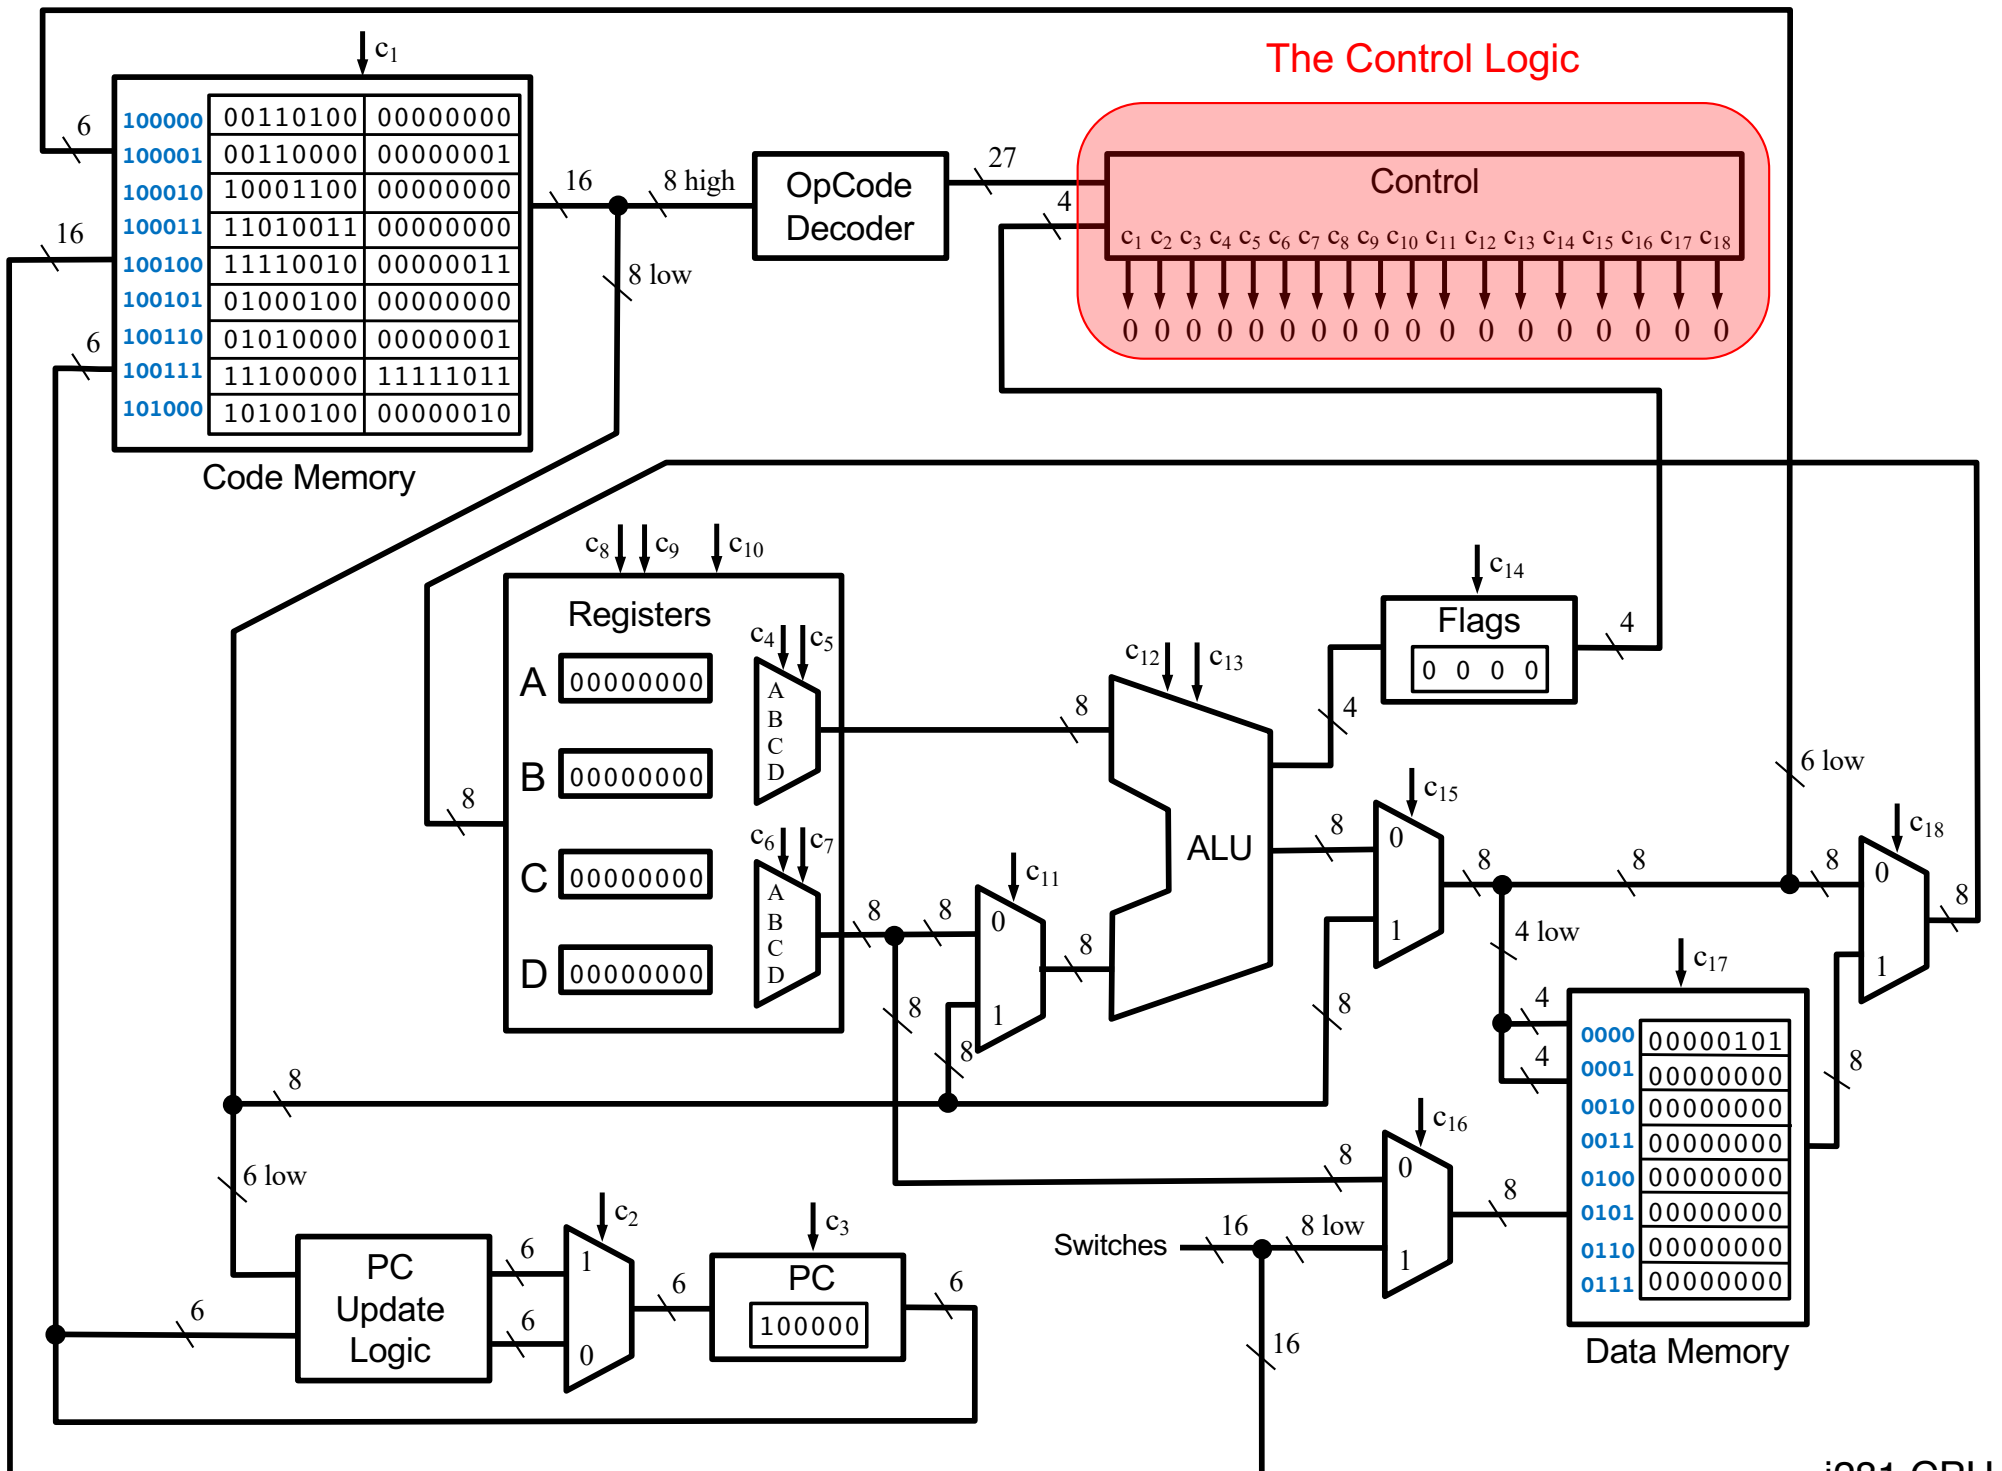 The Control Logic
c1
100000 00110100 00000000
100001 00110000 00000001
100010 10001100 00000000
100011 11010011 00000000
100100 11110010 00000011
100101 01000100 00000000
100110 01010000 00000001
100111 11100000 11111011
101000 10100100 00000010
Code Memory
6
16
6
16
8 high
8 low
OpCode
Decoder
27
4
Control
c1 c2 c3 c4 c5 c6 c7 c8 c9 c10 c11 c12 c13 c14 c15 c16 c17 c18
0 0 0 0 0 0 0 0 0 0 0 0 0 0 0 0 0 0
c8 c9 c10
Registers
A 00000000
B 00000000
C 00000000
D 00000000
c4 c5
A
B
C
D
c6 c7
A
B
C
D
8
8
8
8
8
c11
0
1
8
8
8
c12 c13
ALU
c14
Flags
0 0 0 0
4
4
8
c15
0
1
8
8
8
6 low
8
c18
0
1
8
4 low
4
4
c17
0000 00000101
0001 00000000
0010 00000000
0011 00000000
0100 00000000
0101 00000000
0110 00000000
0111 00000000
Data Memory
8
c16
0
1
8
8
Switches
16
8 low
16
6 low
6
PC
Update
Logic
6
6
c2
1
0
6
c3
PC
100000
6